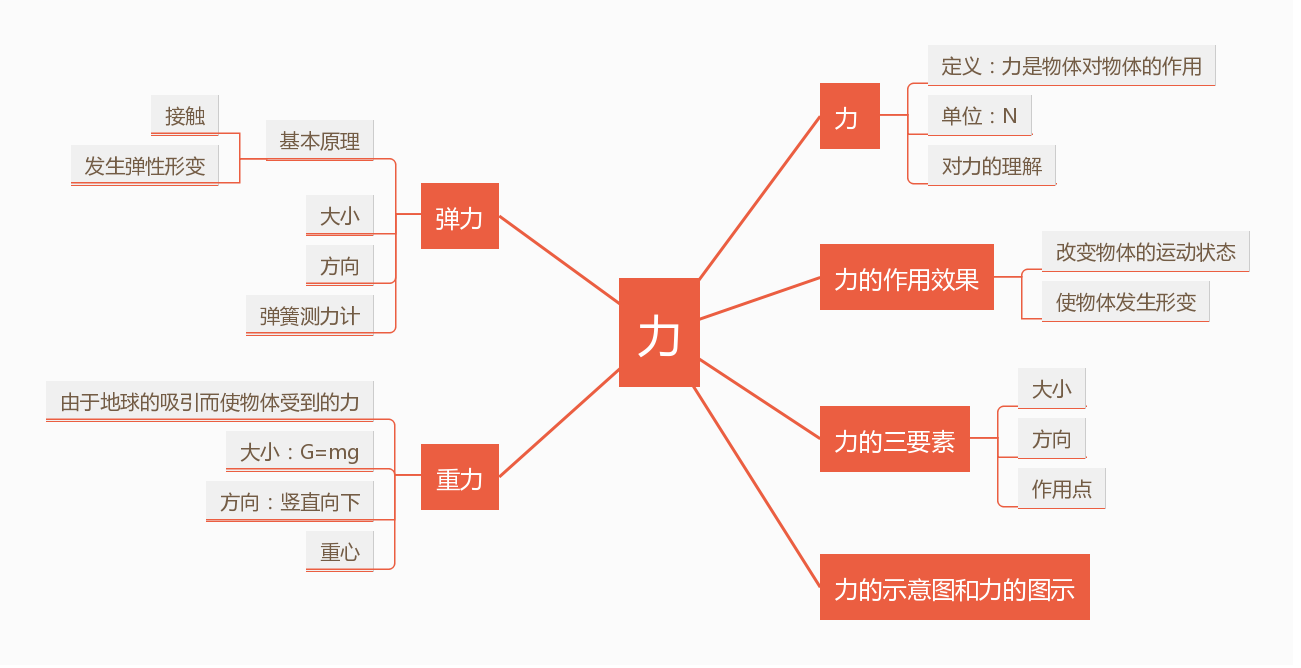 力
力
定义：力是物体对物体的作用
单位：N
对力的理解
力的作用效果
改变物体的运动状态
使物体发生形变
力的三要素
大小
方向
作用点
力的示意图和力的图示
弹力
基本原理
接触
发生弹性形变
大小
方向
弹簧测力计
重力
由于地球的吸引而使物体受到的力
大小：G=mg
方向：竖直向下
重心